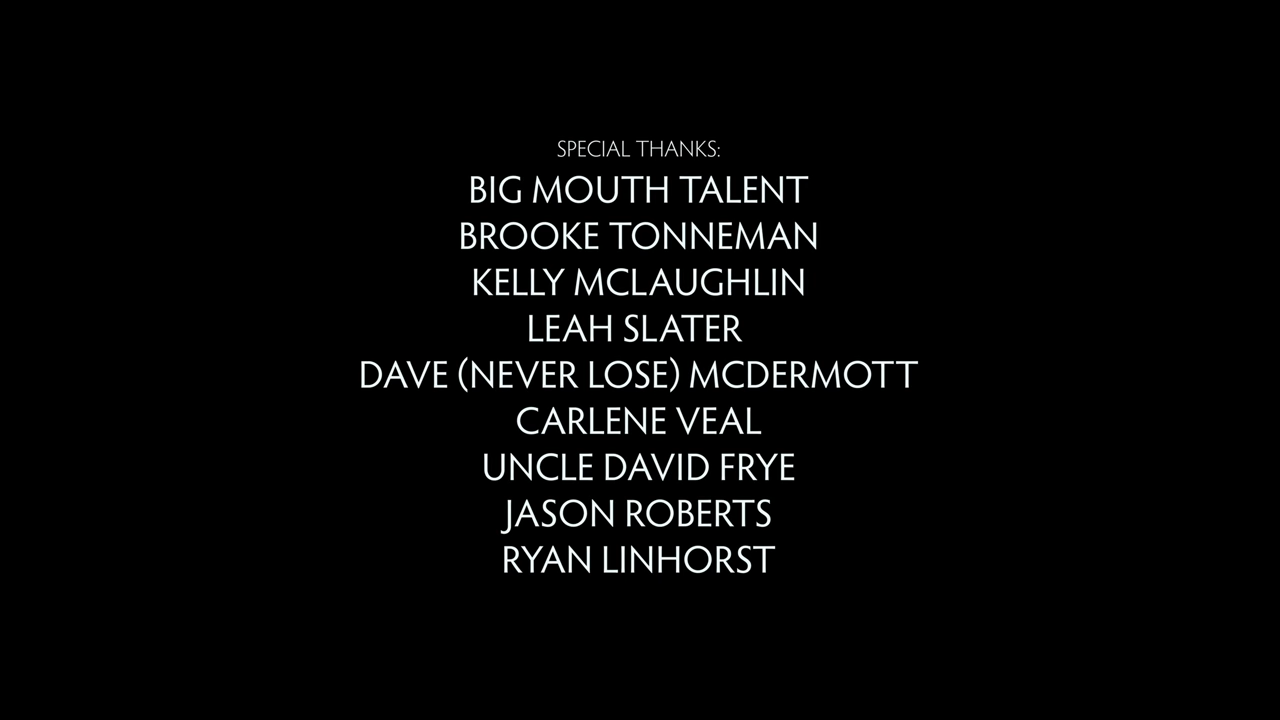 SPECIAL THANKS:
BIG MOUTH TALENT
BROOKE TONNEMAN
KELLY MCLAUGHLIN
LEAH SLATER
DAVE (NEVER LOSE) MCDERMOTT
CARLENE VEAL
UNCLE DAVID FRYE
JASON ROBERTS
RYAN LINHORST